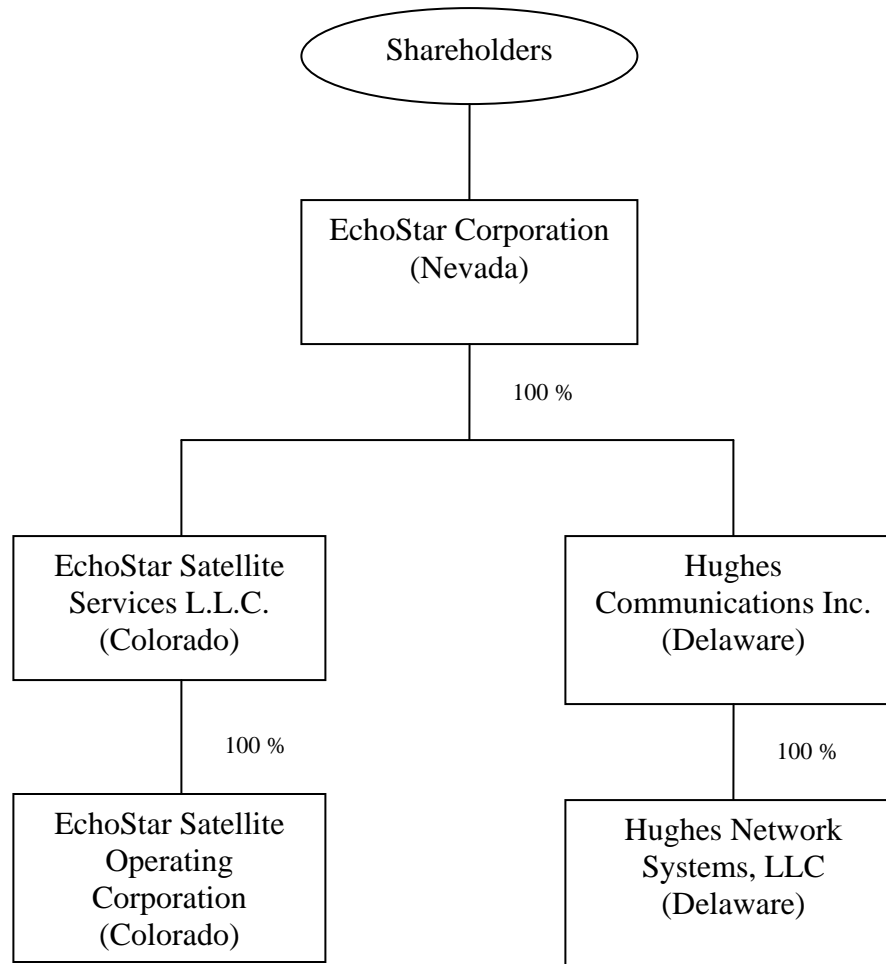 Shareholders
EchoStar Corporation
(Nevada)
100 %
EchoStar Satellite
Services L.L.C.
(Colorado)
Hughes
Communications Inc.
(Delaware)
100 %
100 %
EchoStar Satellite
Operating
Corporation
(Colorado)
Hughes Network
Systems, LLC
(Delaware)